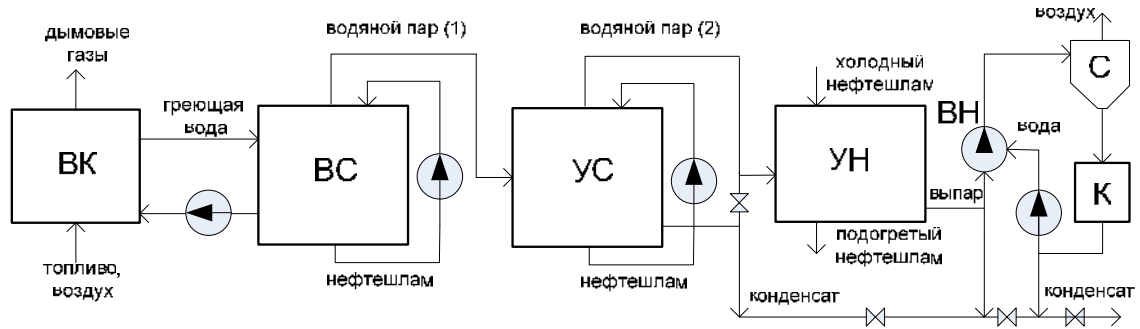 дымовые
газы
греющая
вода
ВК
топливо,
воздух
водяной пар (1)
ВС
нефтешлам
водяной пар (2)
УС
нефтешлам
холодный
нефтешлам
УН
выпар
подогретый
нефтешлам
конденсат
ВН
вода
воздух
С
К
конденсат